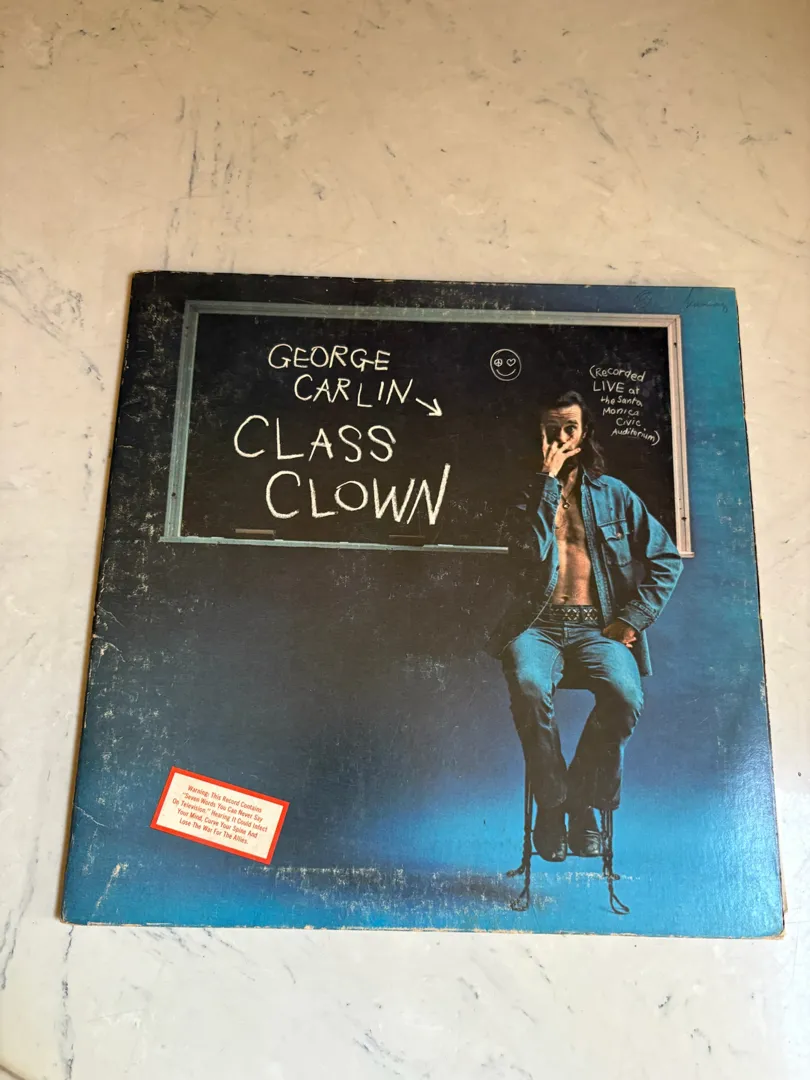 GEORGE
CARLIN
CLASS
CLOWN
(Recorded
LIVE at
the Santa
Monica
Civic
Auditorium)
Warning: This Record Contains
"Seven Words You Can Never Say
On Television." Hearing It Could Infect
Your Mind, Curve Your Spine And
Lose The War For The Allies.